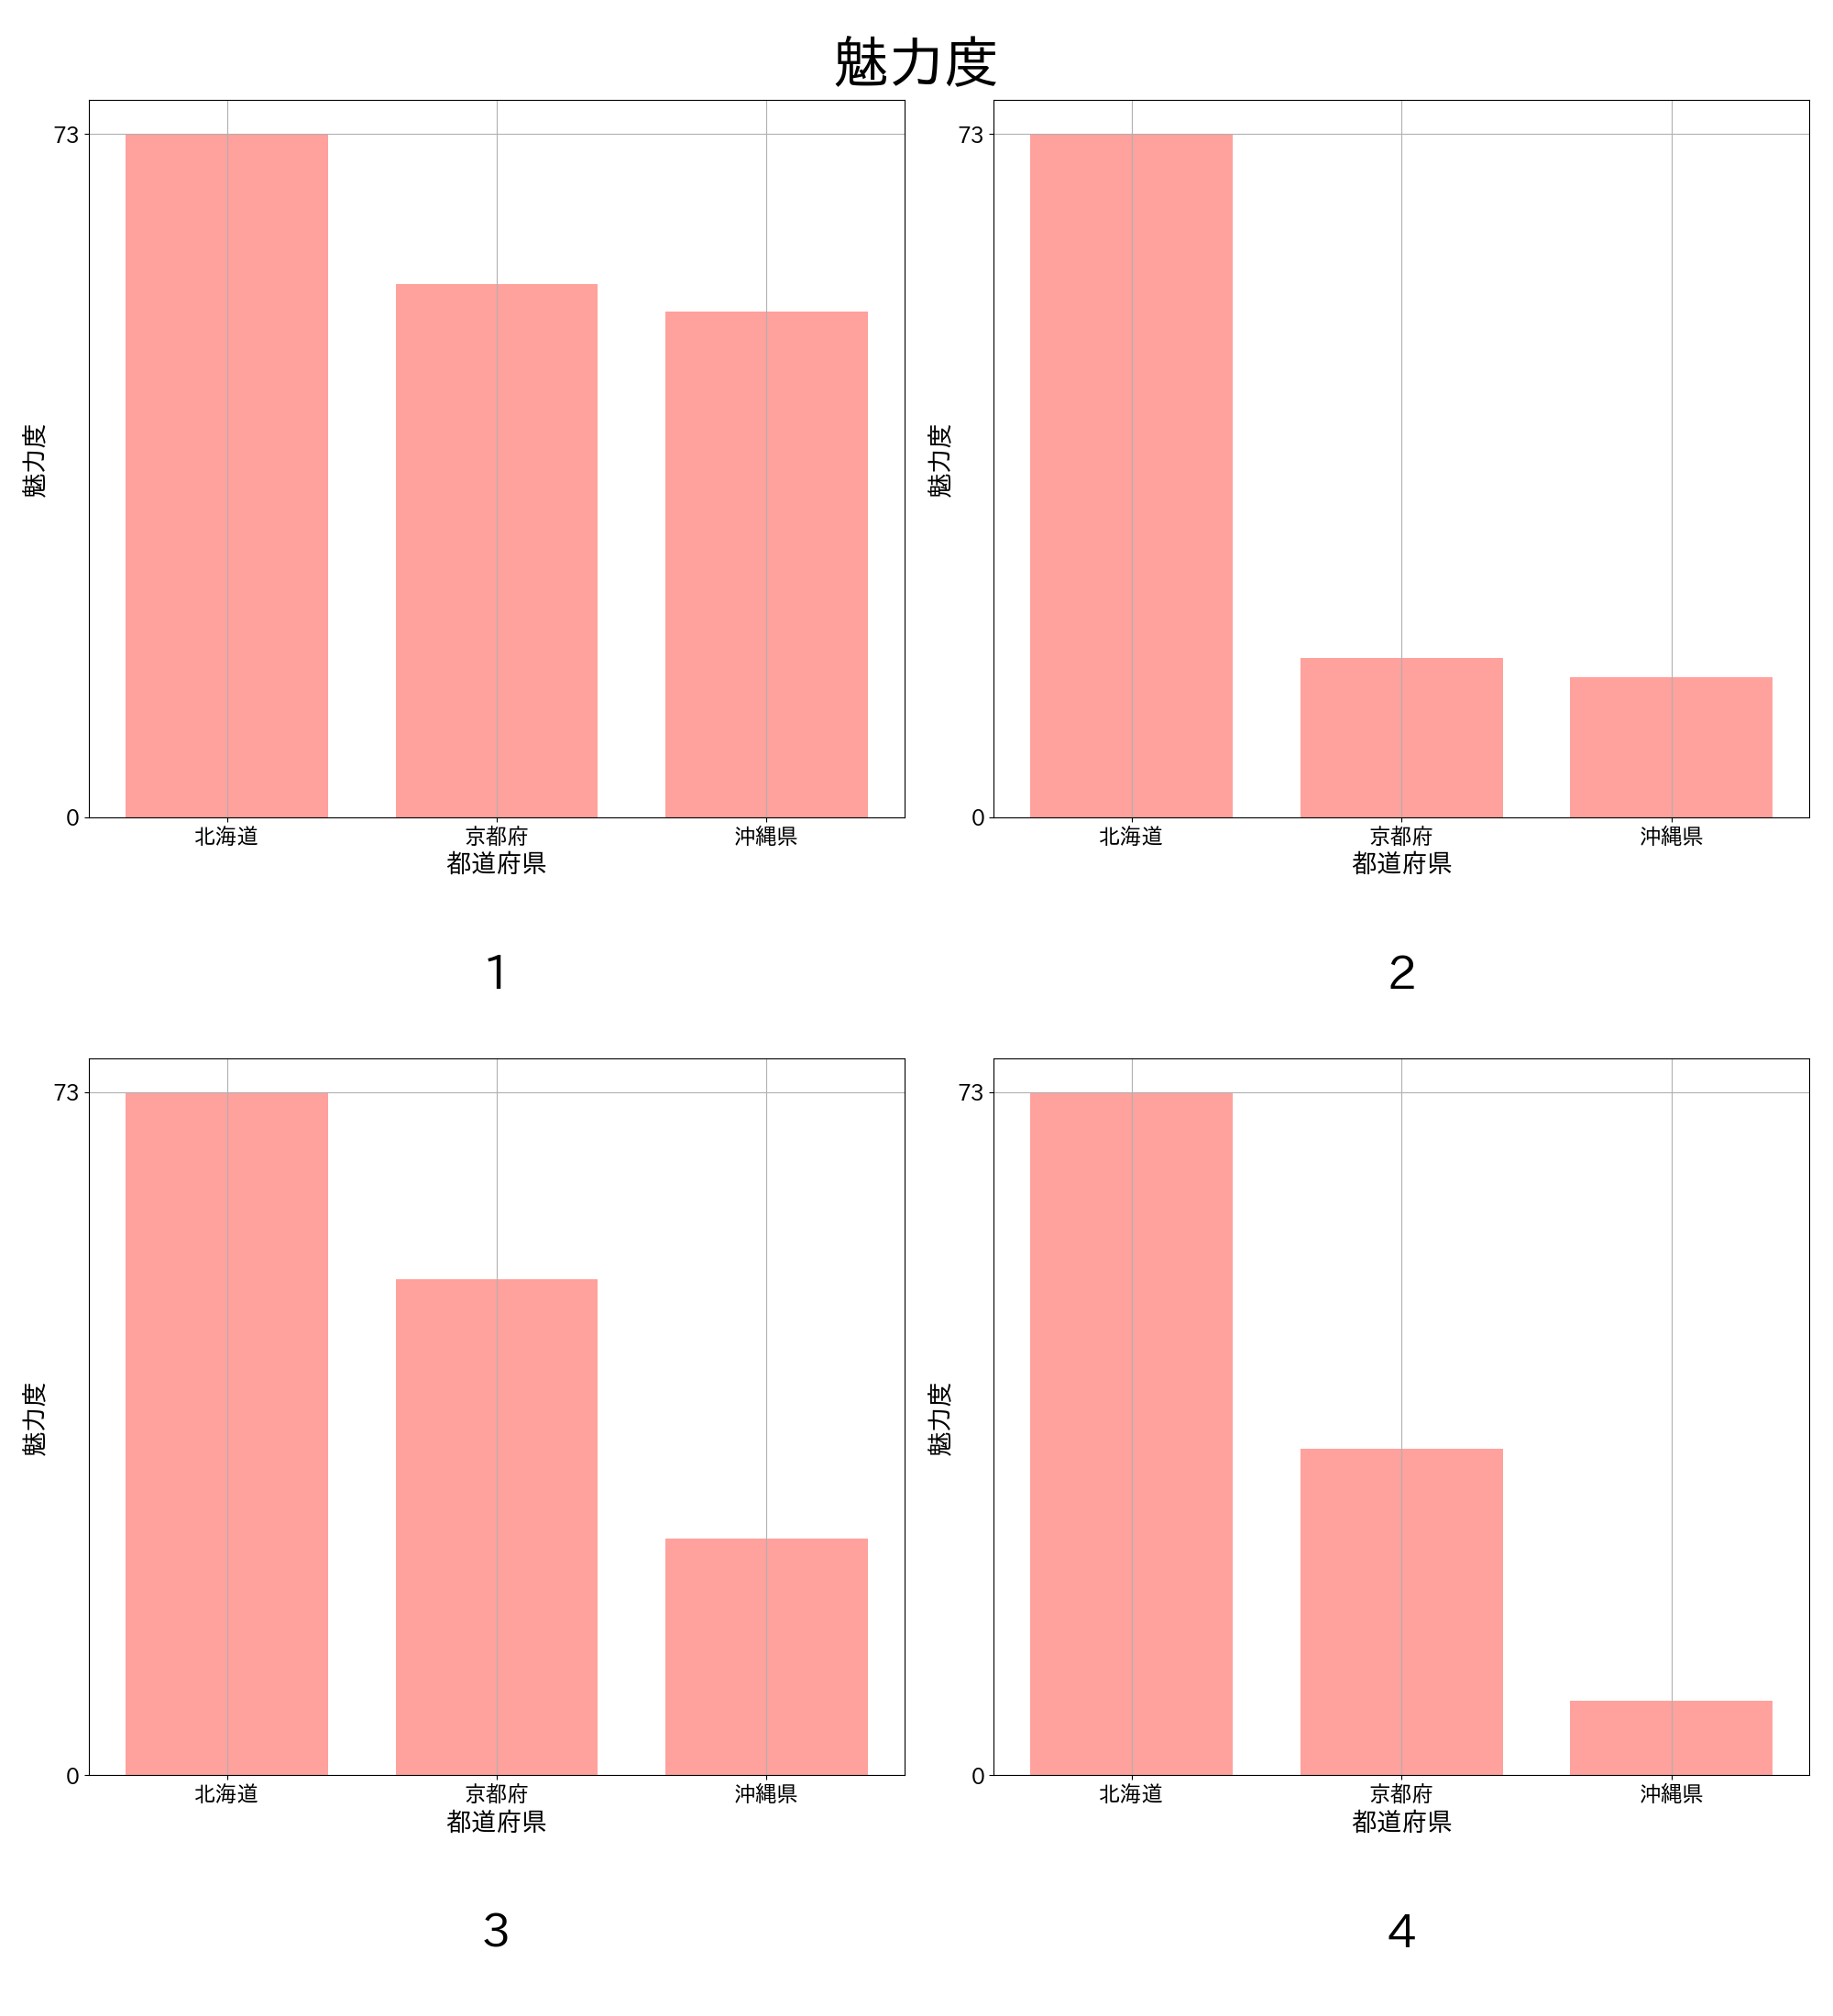 魅力度
73
0
魅力度
北海道 京都府 沖縄県
都道府県
1
73
0
魅力度
北海道 京都府 沖縄県
都道府県
2
73
0
魅力度
北海道 京都府 沖縄県
都道府県
3
73
0
魅力度
北海道 京都府 沖縄県
都道府県
4